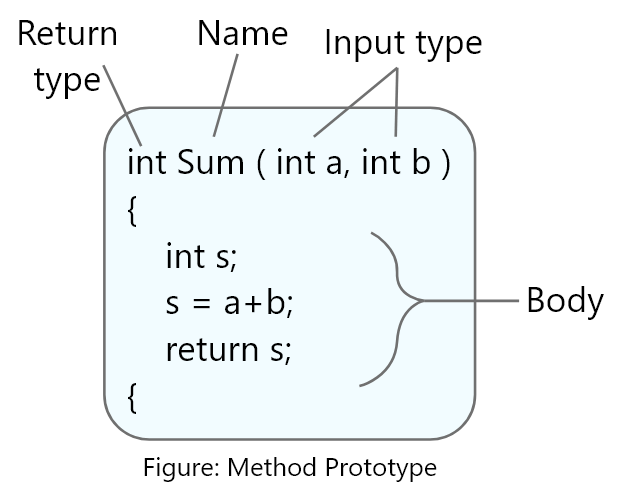 Return
type
Name
Input type
int Sum ( int a, int b )
{
int s;
s = a+b;
return s;
{
Body
Figure: Method Prototype